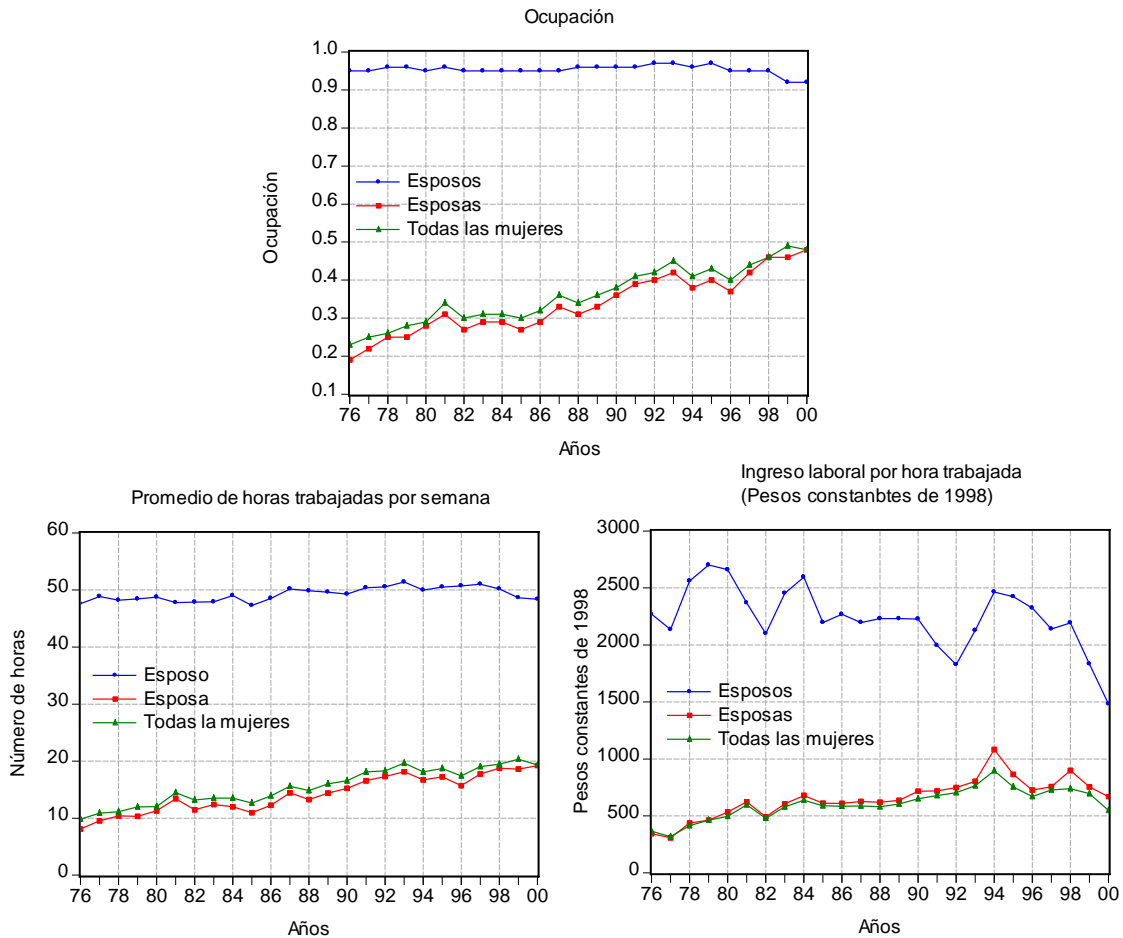 Ocupación
1.0
0.9
0.8
0.7
0.6
0.5
0.4
0.3
0.2
0.1
Ocupación
Esposos
Esposas
Todas las mujeres
76 78 80 82 84 86 88 90 92 94 96 98 00
Años
Promedio de horas trabajadas por semana
60
50
40
30
20
10
0
Número de horas
Esposo
Esposa
Todas la mujeres
76 78 80 82 84 86 88 90 92 94 96 98 00
Años
Ingreso laboral por hora trabajada
(Pesos constanbtes de 1998)
3000
2500
2000
1500
1000
500
0
Pesos constantes de 1998
Esposos
Esposas
Todas las mujeres
76 78 80 82 84 86 88 90 92 94 96 98 00
Años